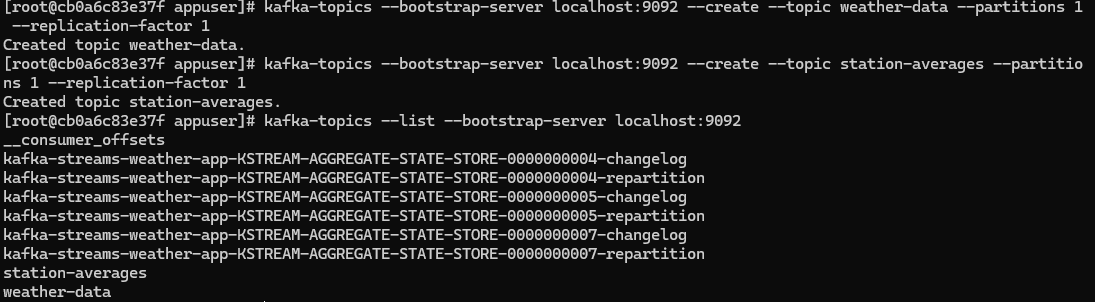 [root@cb0a6c83e37f appuser]# kafka-topics --bootstrap-server localhost:9092 --create --topic weather-data --partitions 1
 --replication-factor 1
Created topic weather-data.
[root@cb0a6c83e37f appuser]# kafka-topics --bootstrap-server localhost:9092 --create --topic station-averages --partitio
ns 1 --replication-factor 1
Created topic station-averages.
[root@cb0a6c83e37f appuser]# kafka-topics --list --bootstrap-server localhost:9092
__consumer_offsets
kafka-streams-weather-app-KSTREAM-AGGREGATE-STATE-STORE-0000000004-changelog
kafka-streams-weather-app-KSTREAM-AGGREGATE-STATE-STORE-0000000004-repartition
kafka-streams-weather-app-KSTREAM-AGGREGATE-STATE-STORE-0000000005-changelog
kafka-streams-weather-app-KSTREAM-AGGREGATE-STATE-STORE-0000000005-repartition
kafka-streams-weather-app-KSTREAM-AGGREGATE-STATE-STORE-0000000007-changelog
kafka-streams-weather-app-KSTREAM-AGGREGATE-STATE-STORE-0000000007-repartition
station-averages
weather-data